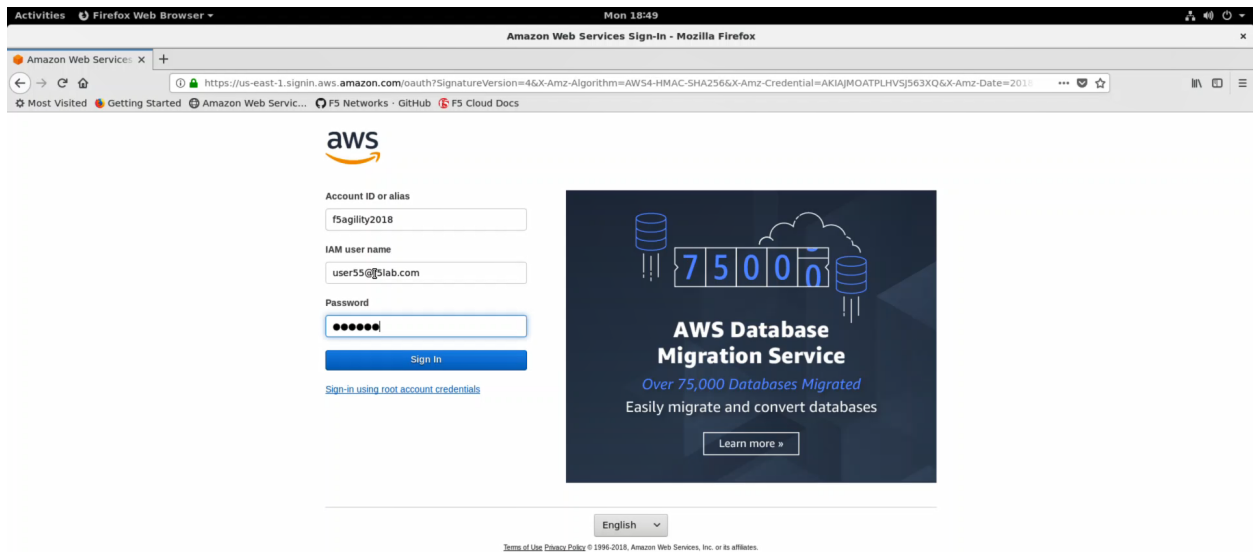 Activities Firefox Web Browser Mon 18:49
Amazon Web Services Sign-In - Mozilla Firefox
Amazon Web Services
https://us-east-1.signin.aws.amazon.com/oauth?SignatureVersion=4&X-Amz-Algorithm=AWS4-HMAC-SHA256&X-Amz-Credential=AKIAJMOATPLHVSJ563XQ&X-Amz-Date=2018
Most Visited Getting Started Amazon Web Servic... F5 Networks · GitHub F5 Cloud Docs
aws
Account ID or alias
f5agility2018
IAM user name
user55@f5lab.com
Password
●●●●●●
Sign In
Sign-in using root account credentials
7500
0
AWS Database
Migration Service
Over 75,000 Databases Migrated
Easily migrate and convert databases
Learn more »
English
Terms of Use Privacy Policy © 1996-2018, Amazon Web Services, Inc. or its affiliates.